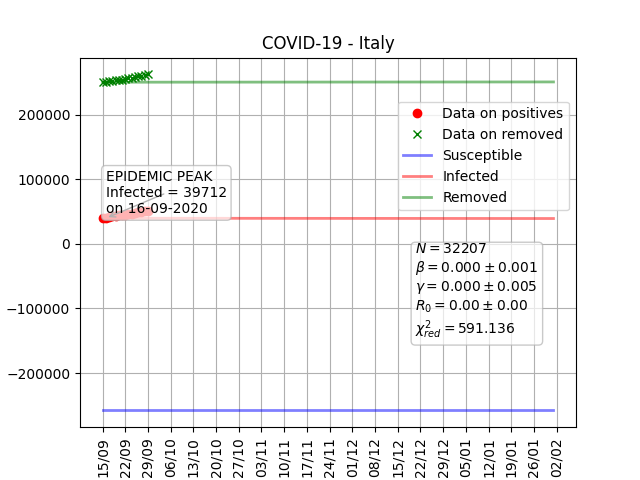 COVID-19 - Italy
200000
100000
0
−100000
−200000
EPIDEMIC PEAK
Infected = 39712
on 16-09-2020
Data on positives
Data on removed
Susceptible
Infected
Removed
N = 32207
β = 0.000 ± 0.001
γ = 0.000 ± 0.005
R₀ = 0.00 ± 0.00
χ²red = 591.136
15/09
22/09
29/09
06/10
13/10
20/10
27/10
03/11
10/11
17/11
24/11
01/12
08/12
15/12
22/12
29/12
05/01
12/01
19/01
26/01
02/02